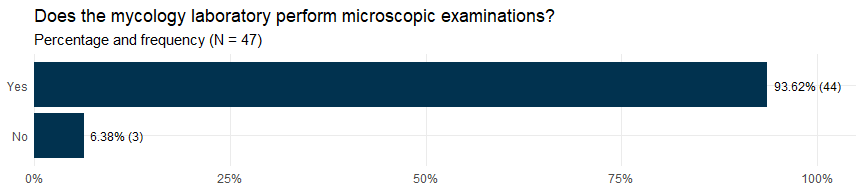 Does the mycology laboratory perform microscopic examinations?
Percentage and frequency (N = 47)
Yes 93.62% (44)
No 6.38% (3)
0% 25% 50% 75% 100%